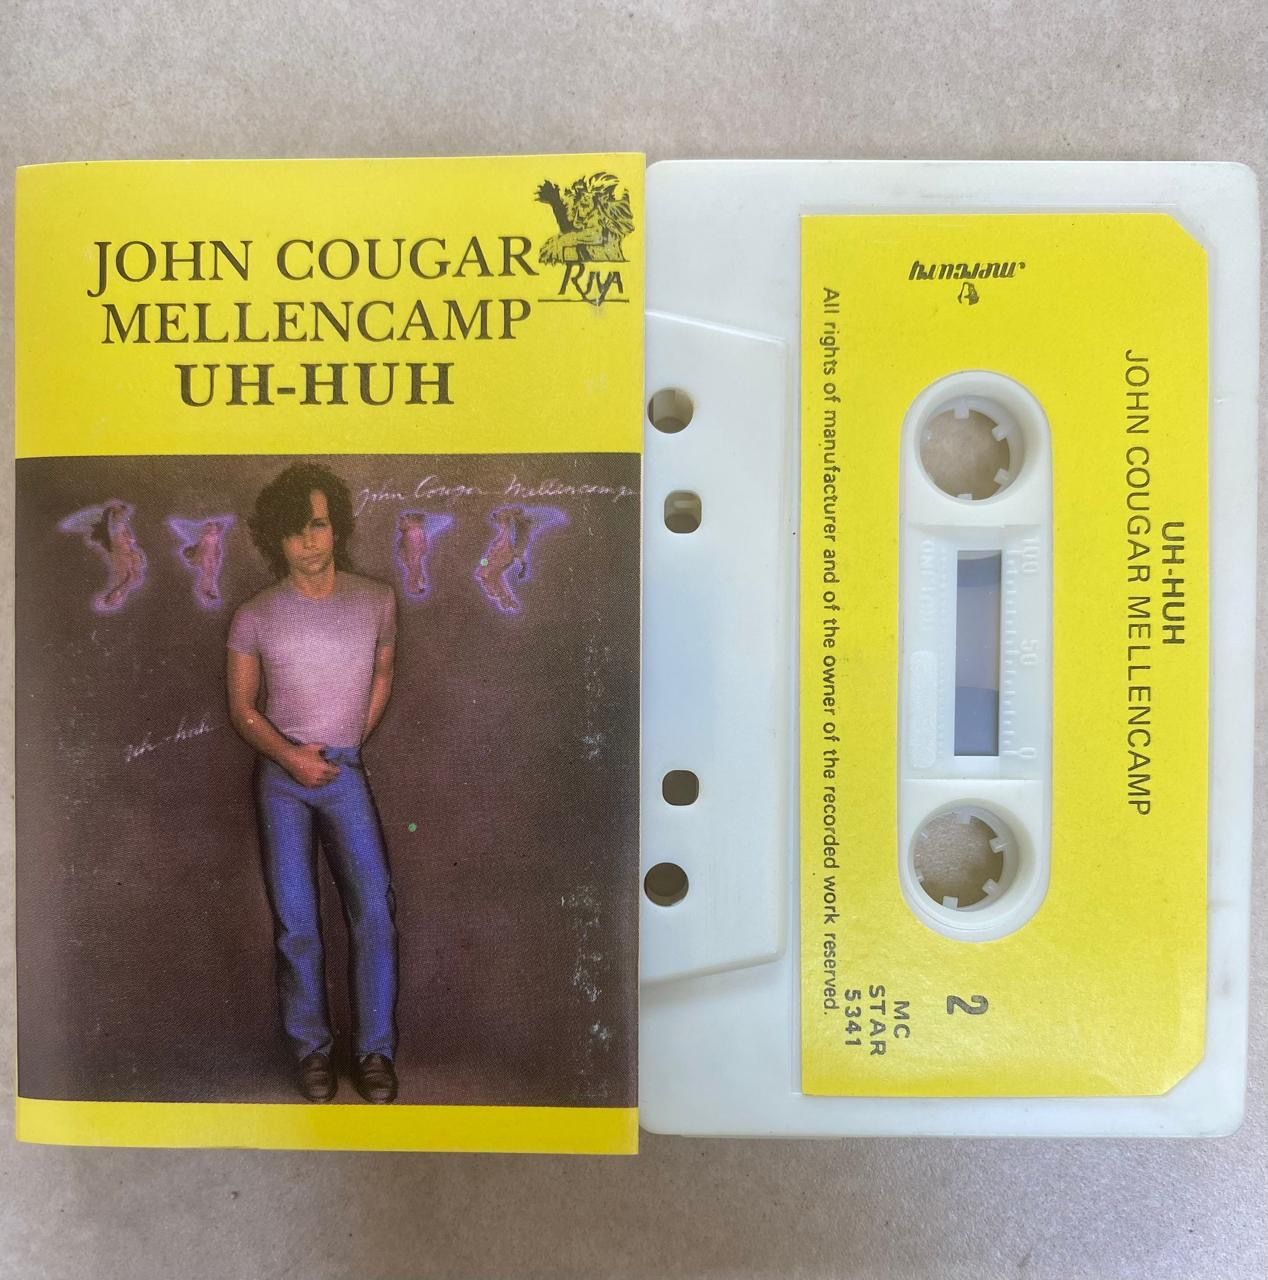 JOHN COUGAR
MELLENCAMP
UH-HUH
RIVA
John Cougar Mellencamp
uh-huh
mercury
UH-HUH
JOHN COUGAR MELLENCAMP
100 50 0
2
MC
STAR
5341
All rights of manufacturer and of the owner of the recorded work reserved.